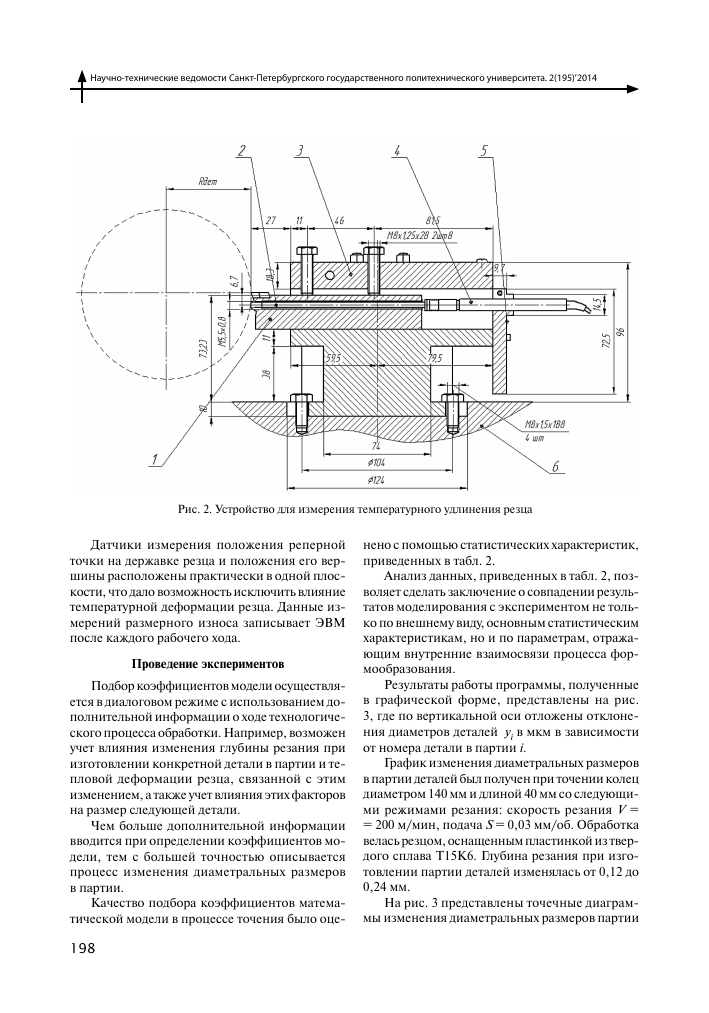 Научно-технические ведомости Санкт-Петербургского государственного политехнического университета. 2(195)'2014
2
3
4
5
Rдет
27
11
46
81,5
М8х1,25х28 2шт8
6,7
18,3
9,7
14,5
М5,5х0,8
73,23
11
72,5
96
59,5
79,5
38
10
М8х1,5х188
4 шт
74
1
6
ø104
ø124
Рис. 2. Устройство для измерения температурного удлинения резца
Датчики измерения положения реперной
точки на державке резца и положения его вер-
шины расположены практически в одной плос-
кости, что дало возможность исключить влияние
температурной деформации резца. Данные из-
мерений размерного износа записывает ЭВМ
после каждого рабочего хода.
Проведение экспериментов
Подбор коэффициентов модели осуществля-
ется в диалоговом режиме с использованием до-
полнительной информации о ходе технологиче-
ского процесса обработки. Например, возможен
учет влияния изменения глубины резания при
изготовлении конкретной детали в партии и те-
пловой деформации резца, связанной с этим
изменением, а также учет влияния этих факторов
на размер следующей детали.
Чем больше дополнительной информации
вводится при определении коэффициентов мо-
дели, тем с большей точностью описывается
процесс изменения диаметральных размеров
в партии.
Качество подбора коэффициентов матема-
тической модели в процессе точения было оце-
нено с помощью статистических характеристик,
приведенных в табл. 2.
Анализ данных, приведенных в табл. 2, поз-
воляет сделать заключение о совпадении резуль-
татов моделирования с экспериментом не толь-
ко по внешнему виду, основным статистическим
характеристикам, но и по параметрам, отража-
ющим внутренние взаимосвязи процесса фор-
мообразования.
Результаты работы программы, полученные
в графической форме, представлены на рис.
3, где по вертикальной оси отложены отклоне-
ния диаметров деталей yi в мкм в зависимости
от номера детали в партии i.
График изменения диаметральных размеров
в партии деталей был получен при точении колец
диаметром 140 мм и длиной 40 мм со следующи-
ми режимами резания: скорость резания V =
= 200 м/мин, подача S = 0,03 мм/об. Обработка
велась резцом, оснащенным пластинкой из твер-
дого сплава Т15К6. Глубина резания при изго-
товлении партии деталей изменялась от 0,12 до
0,24 мм.
На рис. 3 представлены точечные диаграм-
мы изменения диаметральных размеров партии
198